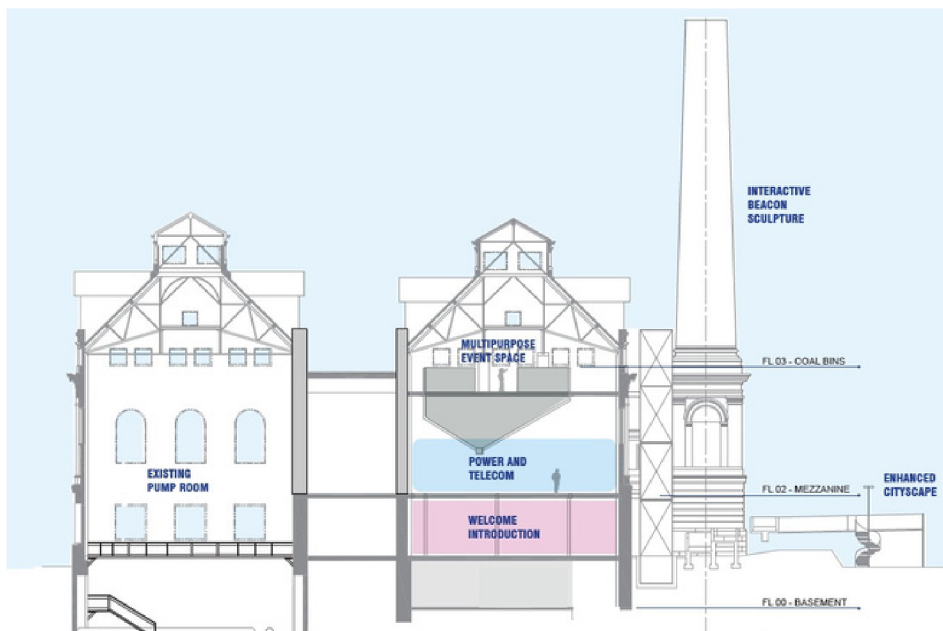 INTERACTIVE
BEACON
SCULPTURE
MULTIPURPOSE
EVENT SPACE
FL 03 - COAL BINS
EXISTING
PUMP ROOM
POWER AND
TELECOM
ENHANCED
CITYSCAPE
FL 02 - MEZZANINE
WELCOME
INTRODUCTION
FL 00 - BASEMENT